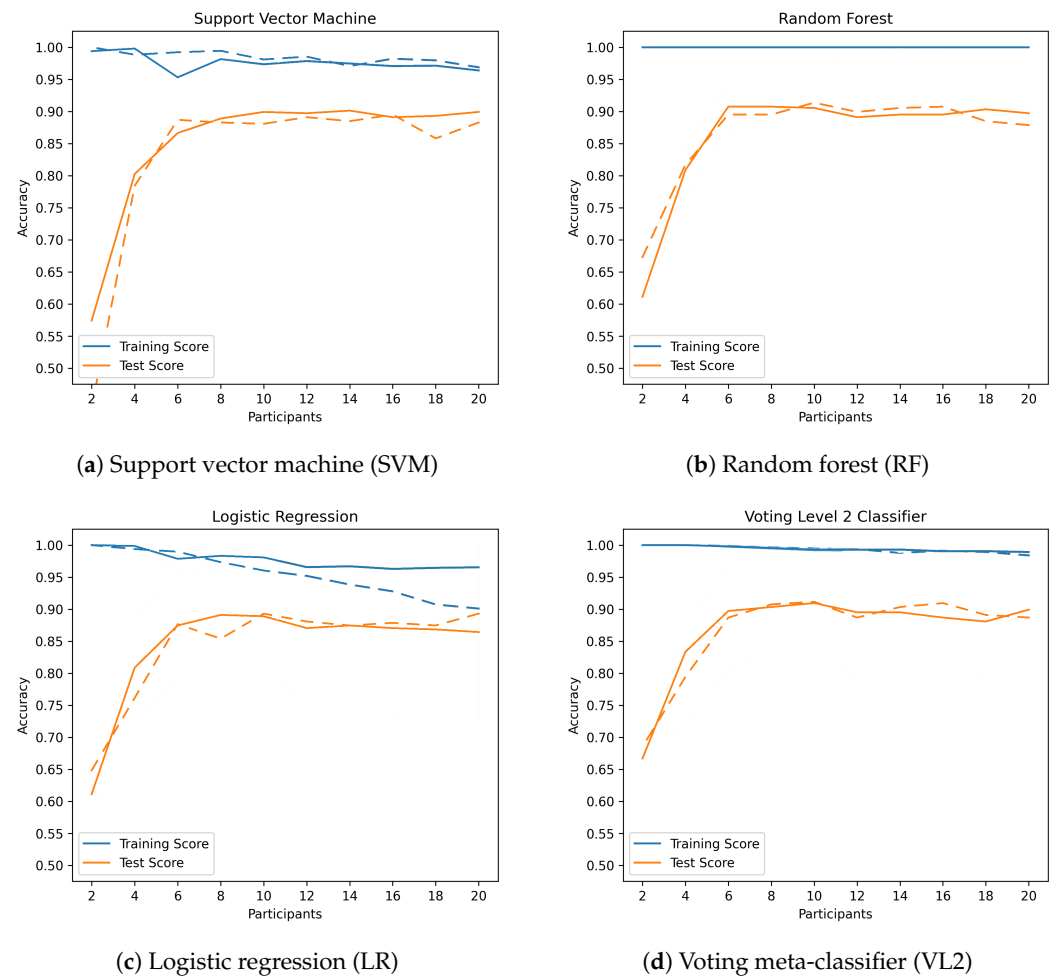 Support Vector Machine
1.00
0.95
0.90
0.85
0.80
0.75
0.70
0.65
0.60
0.55
0.50
Accuracy
Training Score
Test Score
2 4 6 8 10 12 14 16 18 20
Participants
(a) Support vector machine (SVM)
Random Forest
1.00
0.95
0.90
0.85
0.80
0.75
0.70
0.65
0.60
0.55
0.50
Accuracy
Training Score
Test Score
2 4 6 8 10 12 14 16 18 20
Participants
(b) Random forest (RF)
Logistic Regression
1.00
0.95
0.90
0.85
0.80
0.75
0.70
0.65
0.60
0.55
0.50
Accuracy
Training Score
Test Score
2 4 6 8 10 12 14 16 18 20
Participants
(c) Logistic regression (LR)
Voting Level 2 Classifier
1.00
0.95
0.90
0.85
0.80
0.75
0.70
0.65
0.60
0.55
0.50
Accuracy
Training Score
Test Score
2 4 6 8 10 12 14 16 18 20
Participants
(d) Voting meta-classifier (VL2)